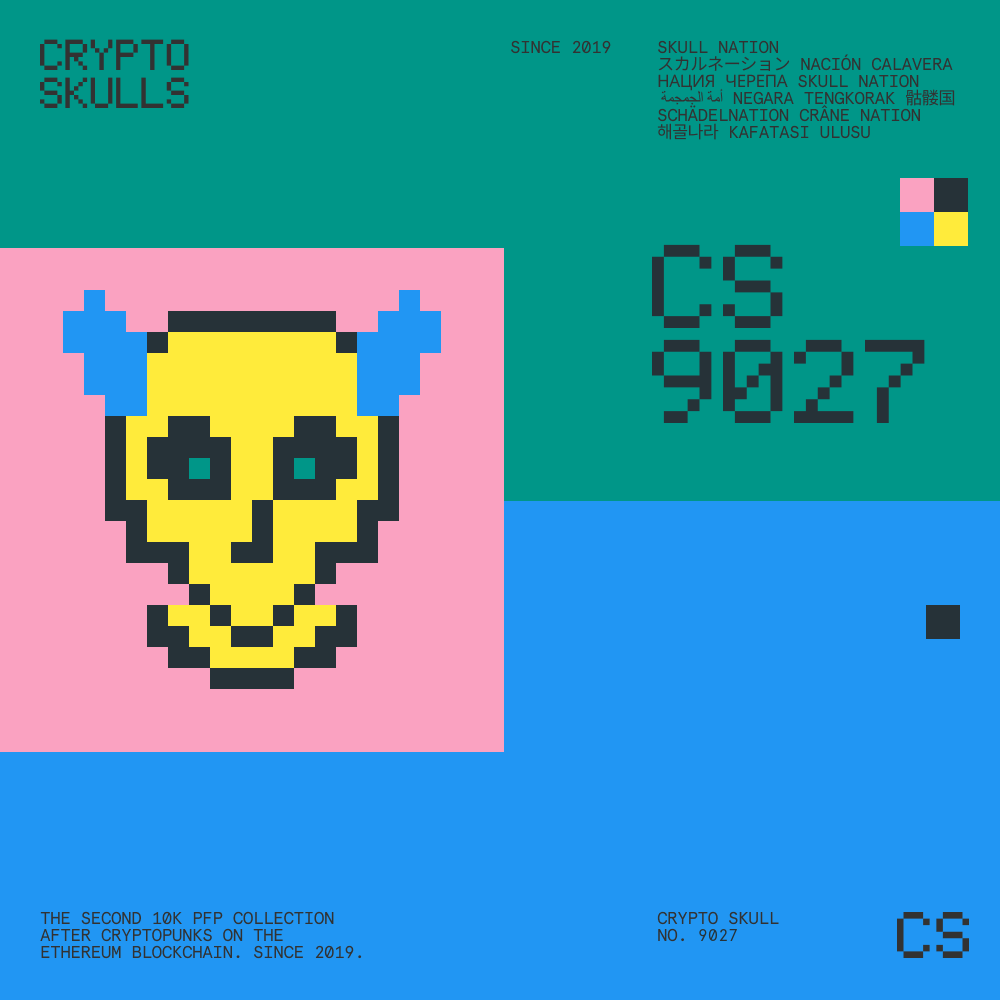 CRYPTO
SKULLS
SINCE 2019
SKULL NATION
スカルネーション NACIÓN CALAVERA
НАЦИЯ ЧЕРЕПА SKULL NATION
أمة الجمجمة NEGARA TENGKORAK 骷髅国
SCHÄDELNATION CRÂNE NATION
해골나라 KAFATASI ULUSU
CS
9027
THE SECOND 10K PFP COLLECTION
AFTER CRYPTOPUNKS ON THE
ETHEREUM BLOCKCHAIN. SINCE 2019.
CRYPTO SKULL
NO. 9027
CS